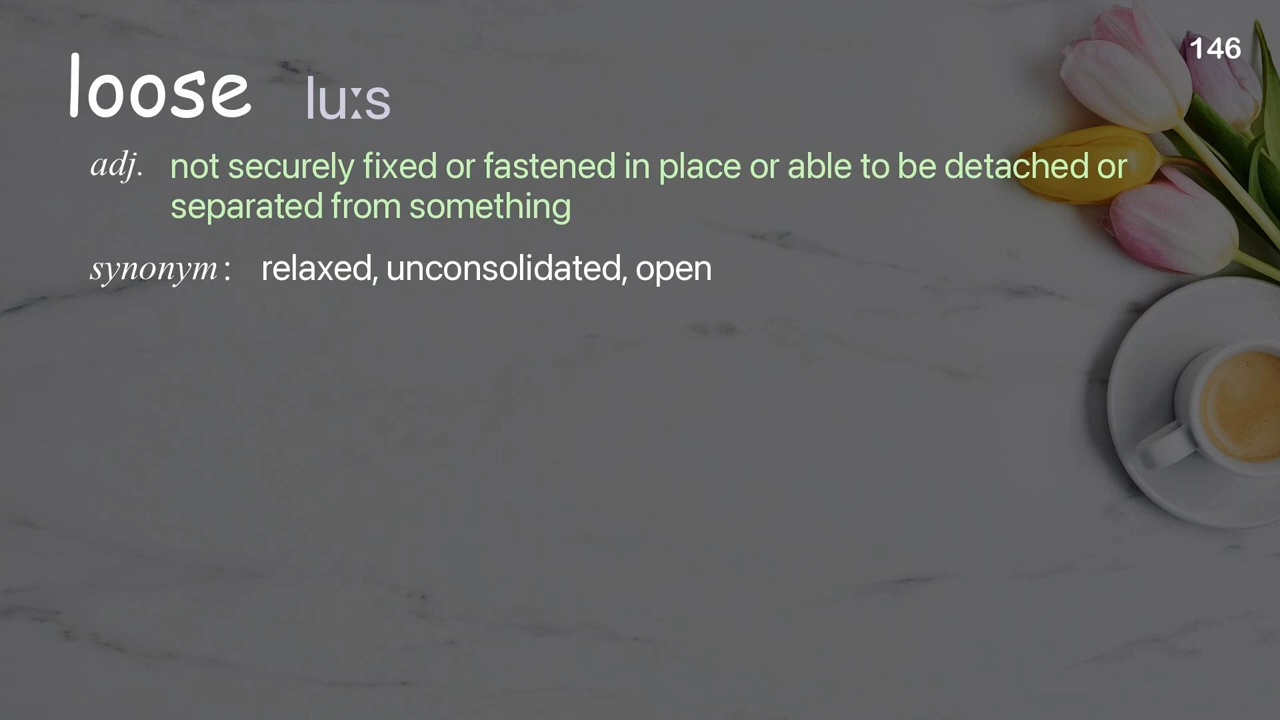 146
loose luːs
adj. not securely fixed or fastened in place or able to be detached or
separated from something
synonym : relaxed, unconsolidated, open